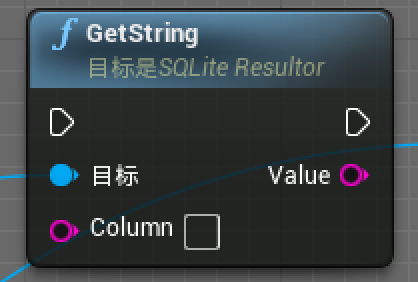 GetString
目标是SQLite Resultor
目标 Value
Column